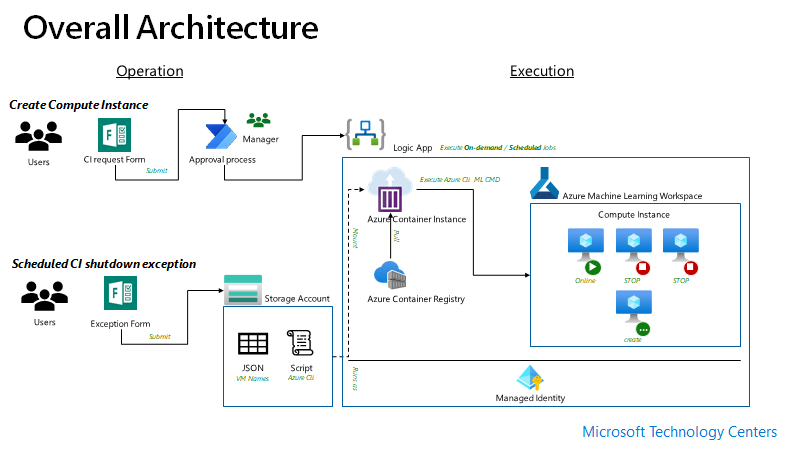 Overall Architecture
Operation
Execution
Create Compute Instance
Users
CI request Form
Submit
Approval process
Manager
Logic App
Execute On-demand / Scheduled Jobs.
Azure Container Instance
Execute Azure Cli ML CMD
Azure Machine Learning Workspace
Compute Instance
Online
STOP
STOP
create
Mount
Pull
Azure Container Registry
Scheduled CI shutdown exception
Users
Exception Form
Submit
Storage Account
JSON
VM Names
Script
Azure Cli
Runs as
Managed Identity
Microsoft Technology Centers